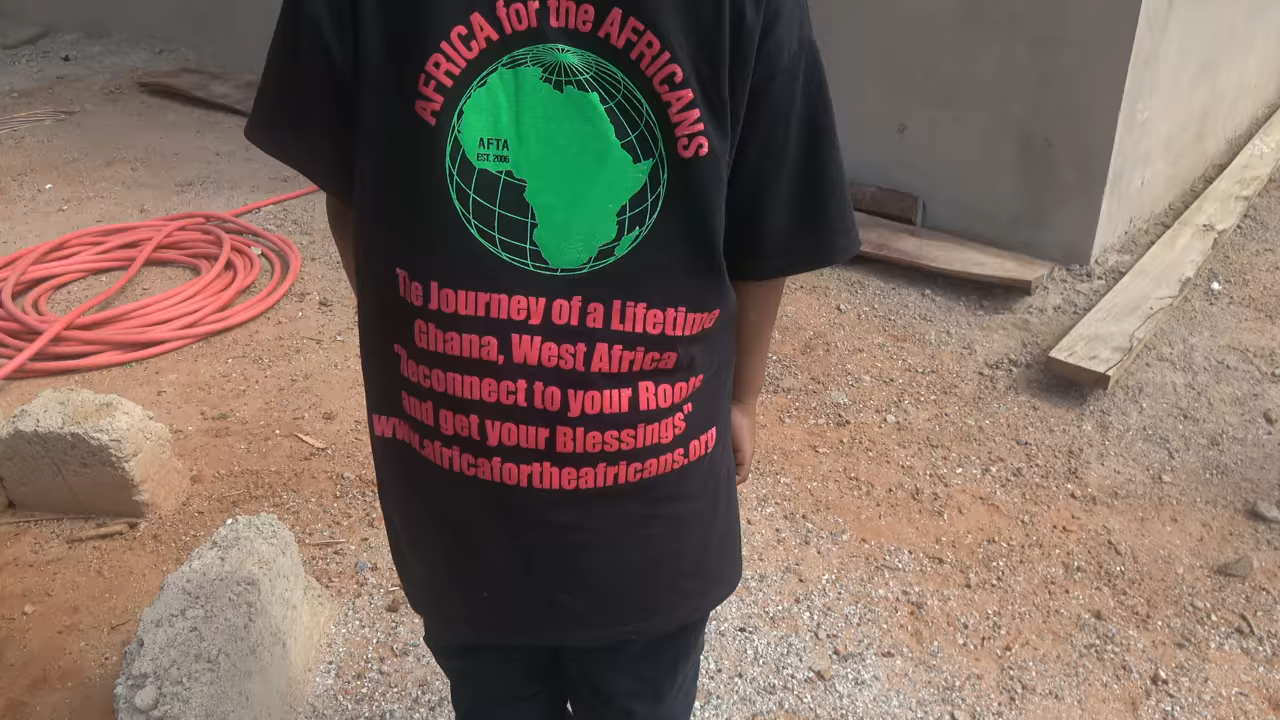 AFRICA for the AFRICANS
AFTA
EST. 2006
The Journey of a Lifetime
Ghana, West Africa
"Reconnect to your Roots
and get your Blessings"
www.africafortheafricans.org